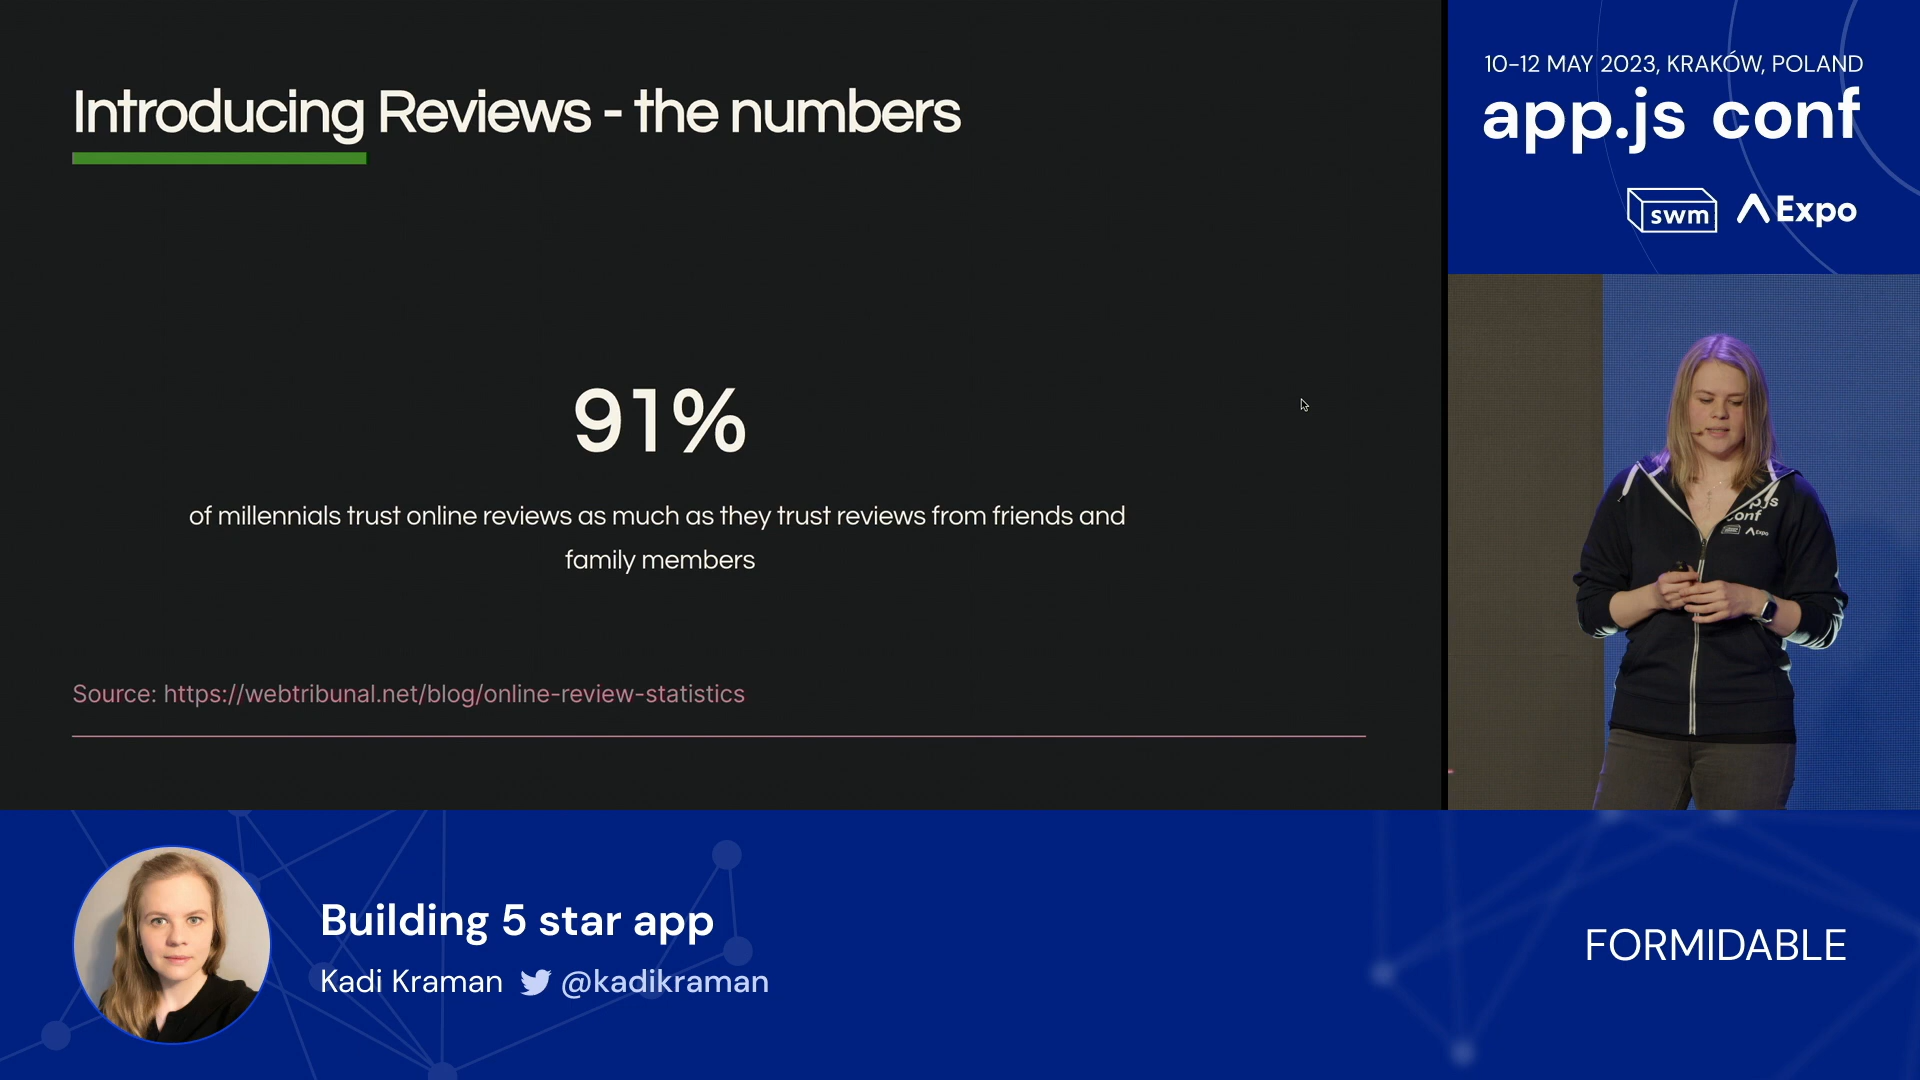 Introducing Reviews - the numbers
91%
of millennials trust online reviews as much as they trust reviews from friends and
family members
Source: https://webtribunal.net/blog/online-review-statistics
10-12 MAY 2023, KRAKÓW, POLAND
app.js conf
swm Expo
conf
Expo
Building 5 star app
Kadi Kraman @kadikraman
FORMIDABLE